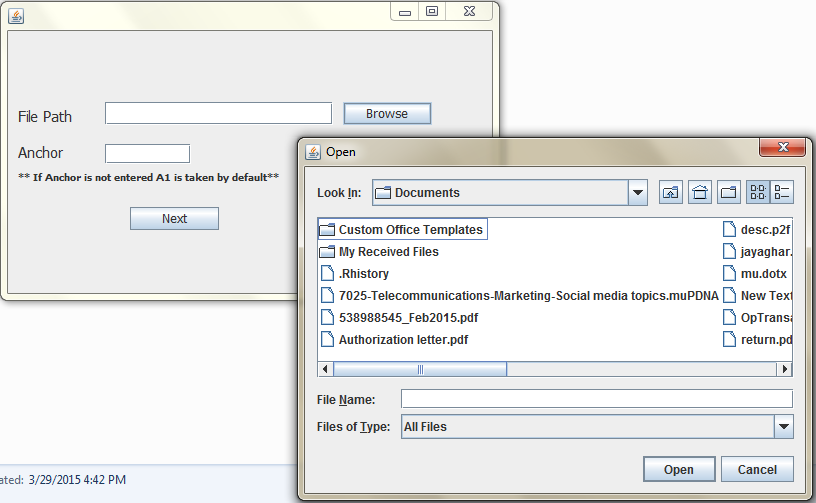 File Path
Browse
Anchor
** If Anchor is not entered A1 is taken by default**
Next
Open
Look In:
Documents
Custom Office Templates
My Received Files
.Rhistory
7025-Telecommunications-Marketing-Social media topics.muPDNA
538988545_Feb2015.pdf
Authorization letter.pdf
desc.p2f
jayaghar.
mu.dotx
New Text
OpTransa
return.pd
File Name:
Files of Type:
All Files
Open
Cancel
ated: 3/29/2015 4:42 PM